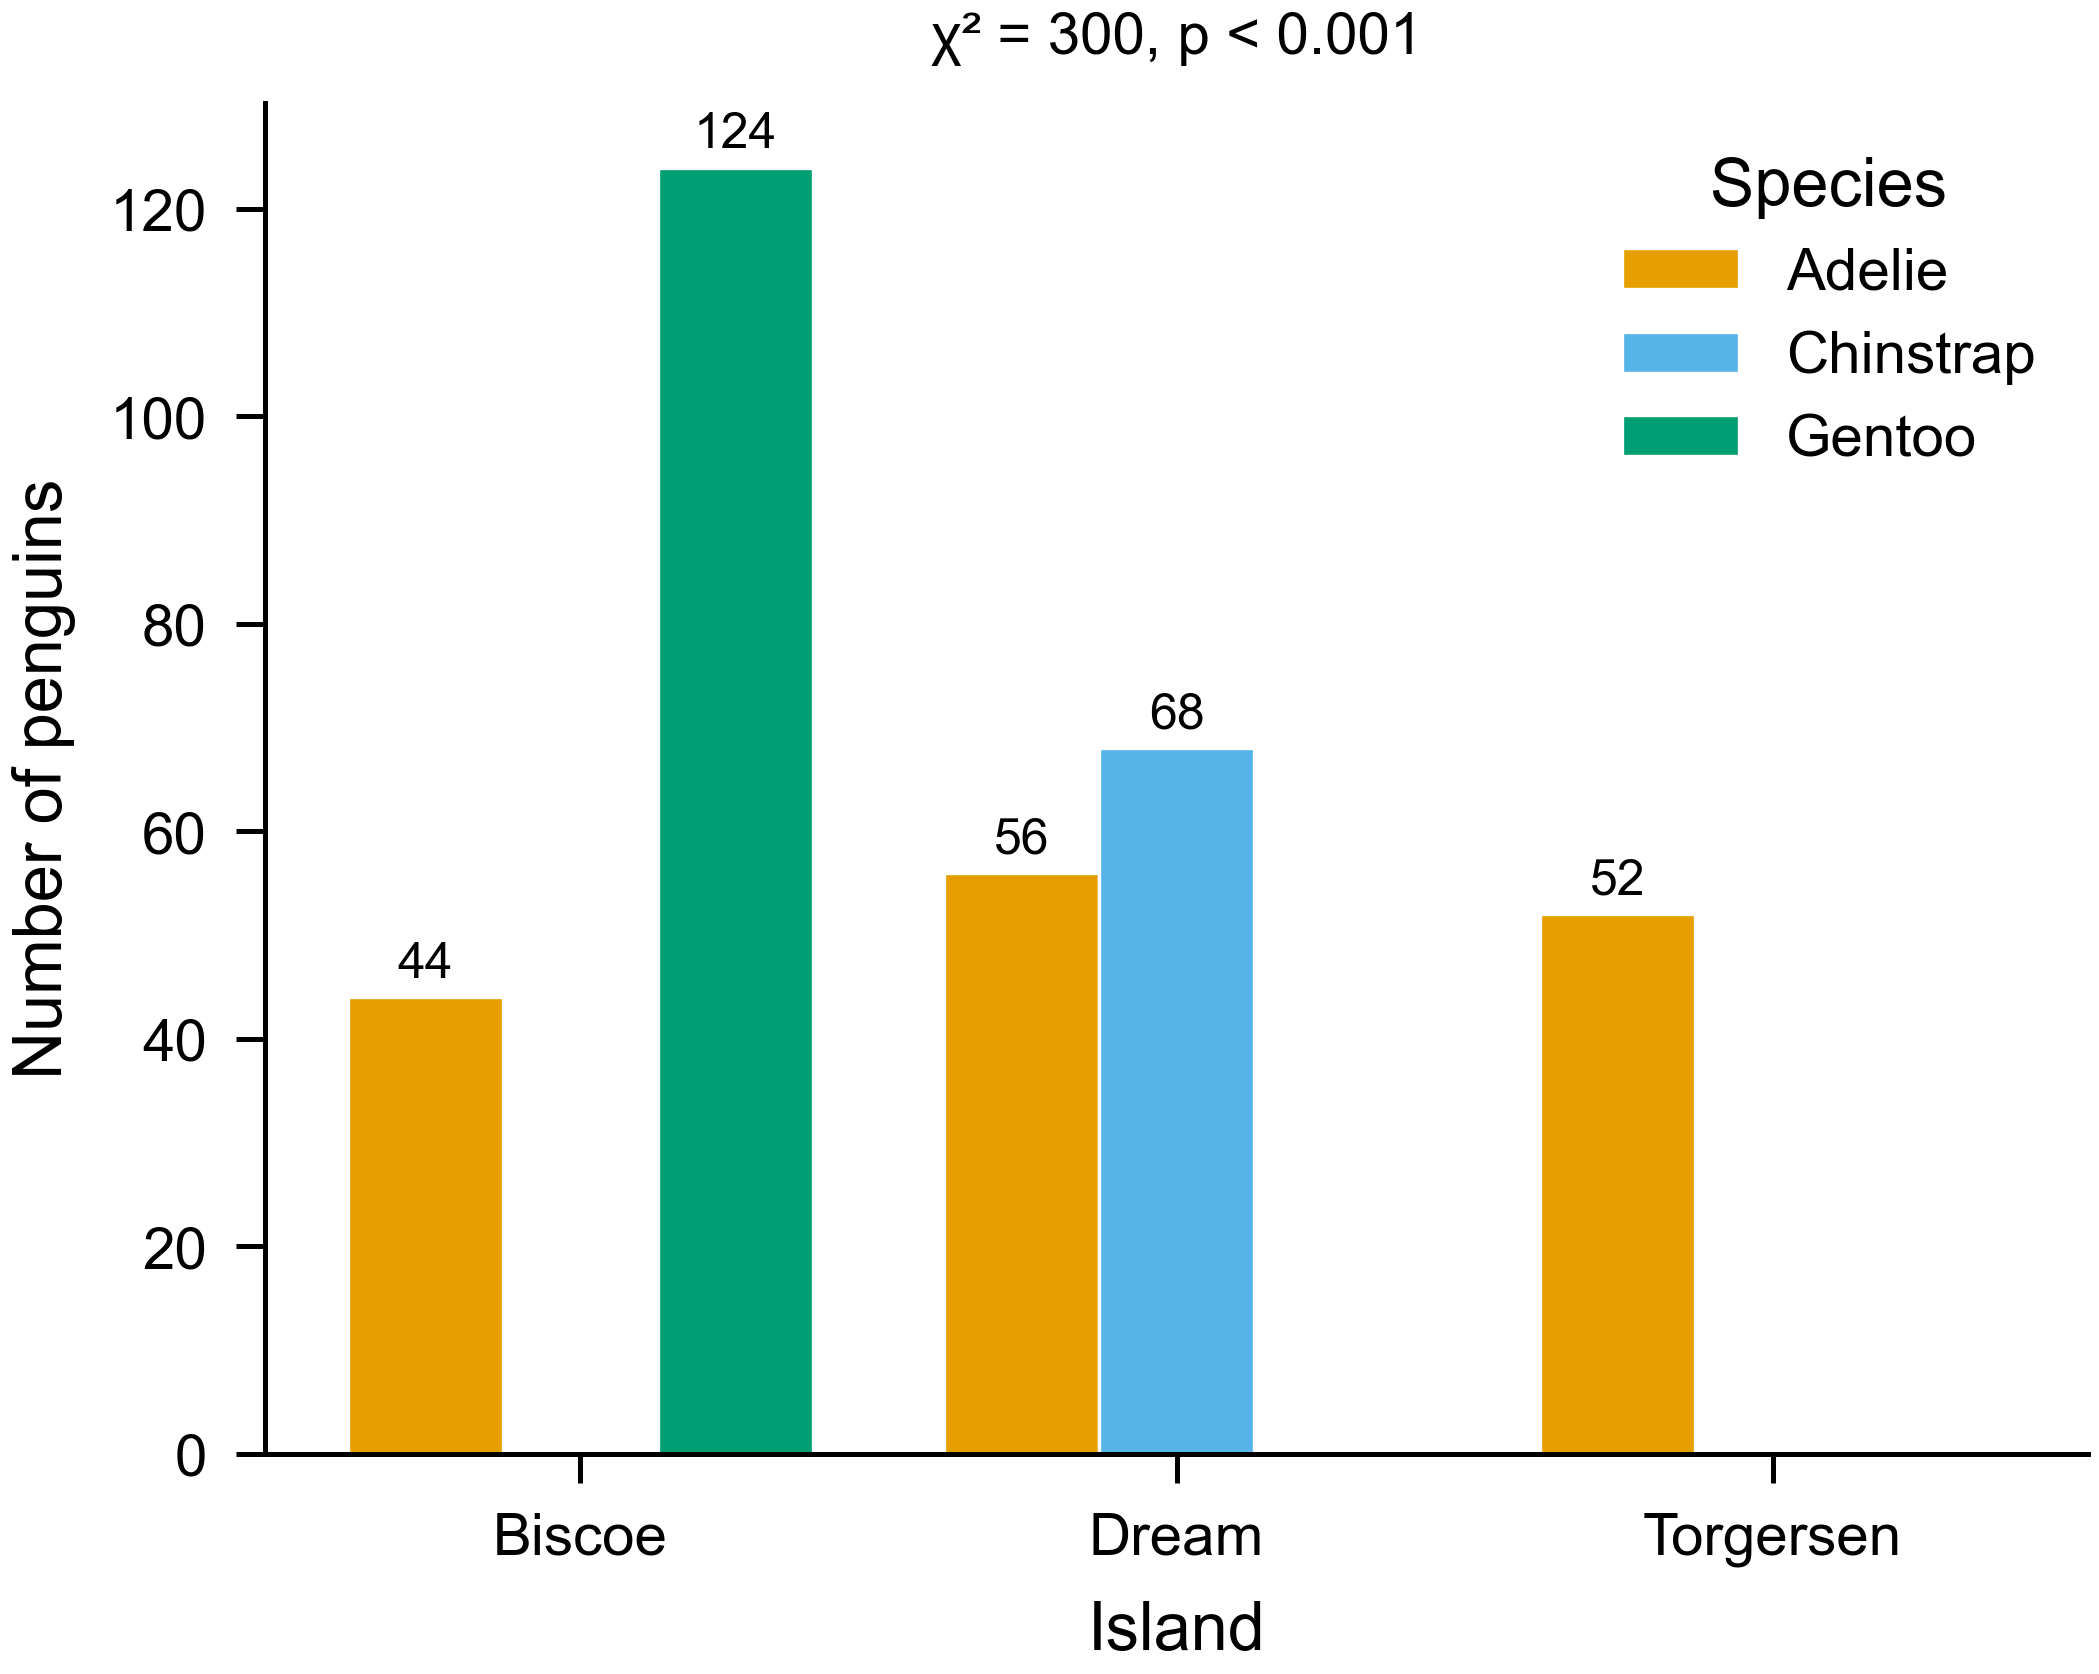 χ² = 300, p < 0.001
Species
Adelie
Chinstrap
Gentoo
Number of penguins
120
100
80
60
40
20
0
44
124
56
68
52
Biscoe
Dream
Torgersen
Island